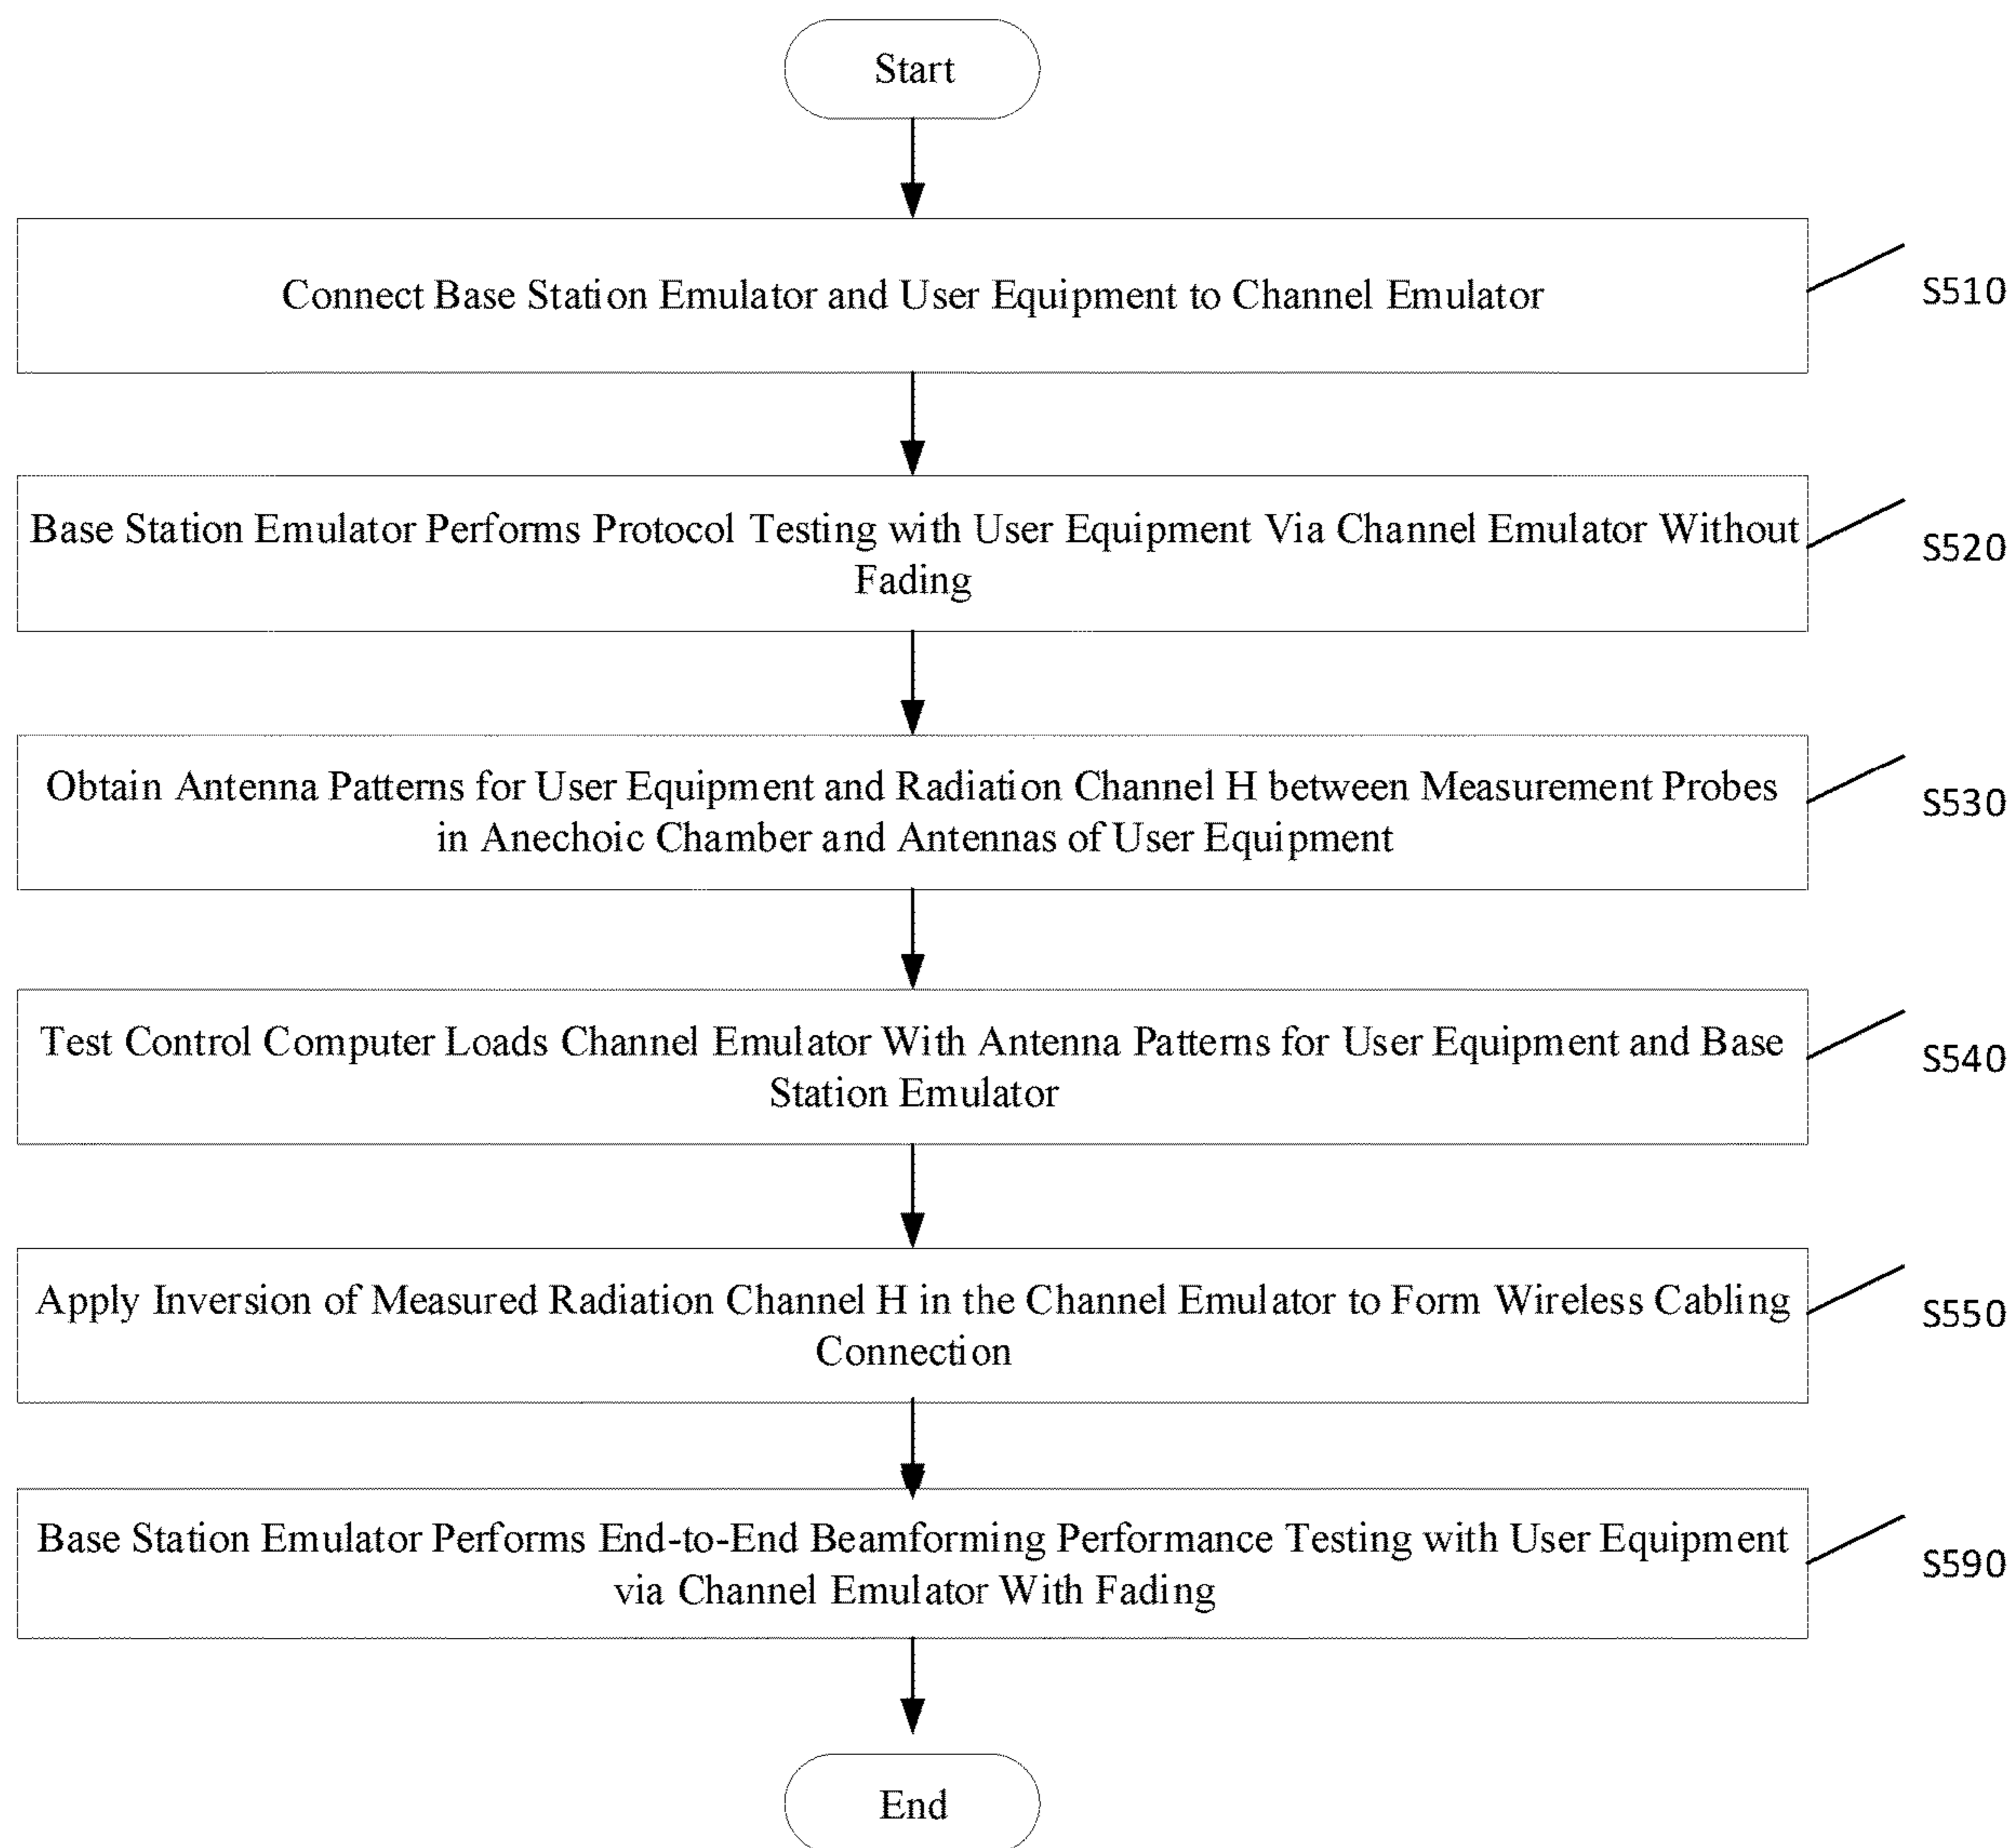 Start
Connect Base Station Emulator and User Equipment to Channel Emulator
S510
Base Station Emulator Performs Protocol Testing with User Equipment Via Channel Emulator Without
Fading
S520
Obtain Antenna Patterns for User Equipment and Radiation Channel H between Measurement Probes
in Anechoic Chamber and Antennas of User Equipment
S530
Test Control Computer Loads Channel Emulator With Antenna Patterns for User Equipment and Base
Station Emulator
S540
Apply Inversion of Measured Radiation Channel H in the Channel Emulator to Form Wireless Cabling
Connection
S550
Base Station Emulator Performs End-to-End Beamforming Performance Testing with User Equipment
via Channel Emulator With Fading
S590
End